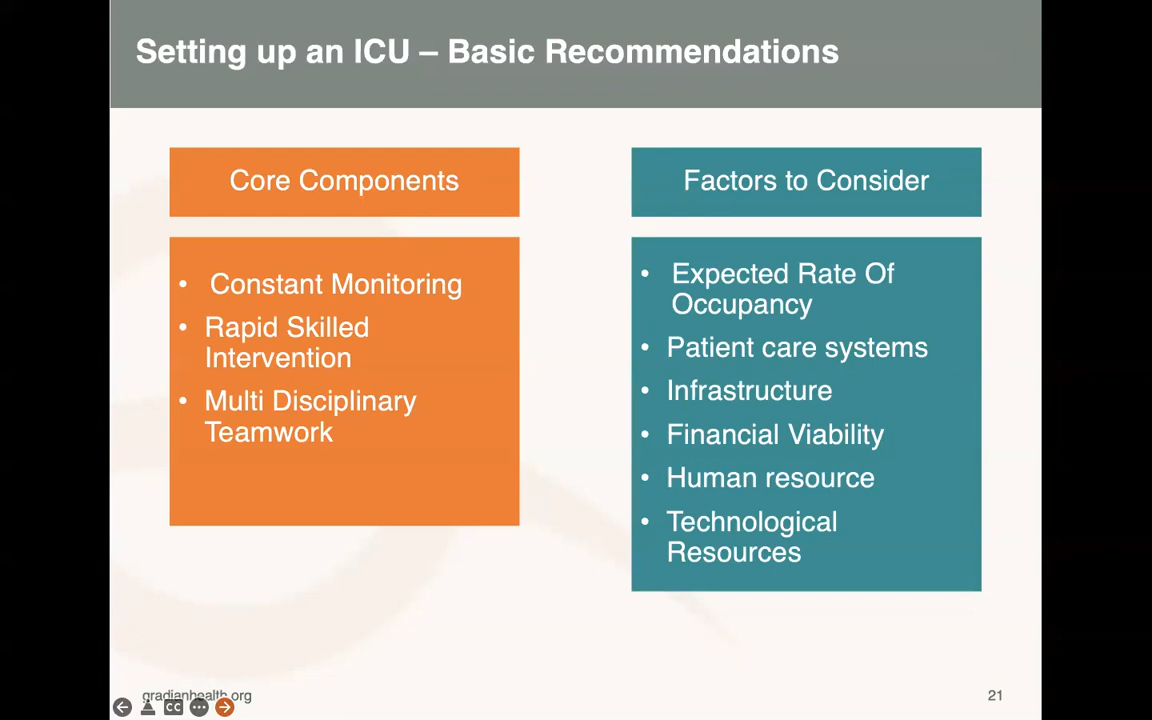 Setting up an ICU – Basic Recommendations
Core Components
• Constant Monitoring
• Rapid Skilled
Intervention
• Multi Disciplinary
Teamwork
Factors to Consider
• Expected Rate Of
Occupancy
• Patient care systems
• Infrastructure
• Financial Viability
• Human resource
• Technological
Resources
gradianhealth.org
CC
21